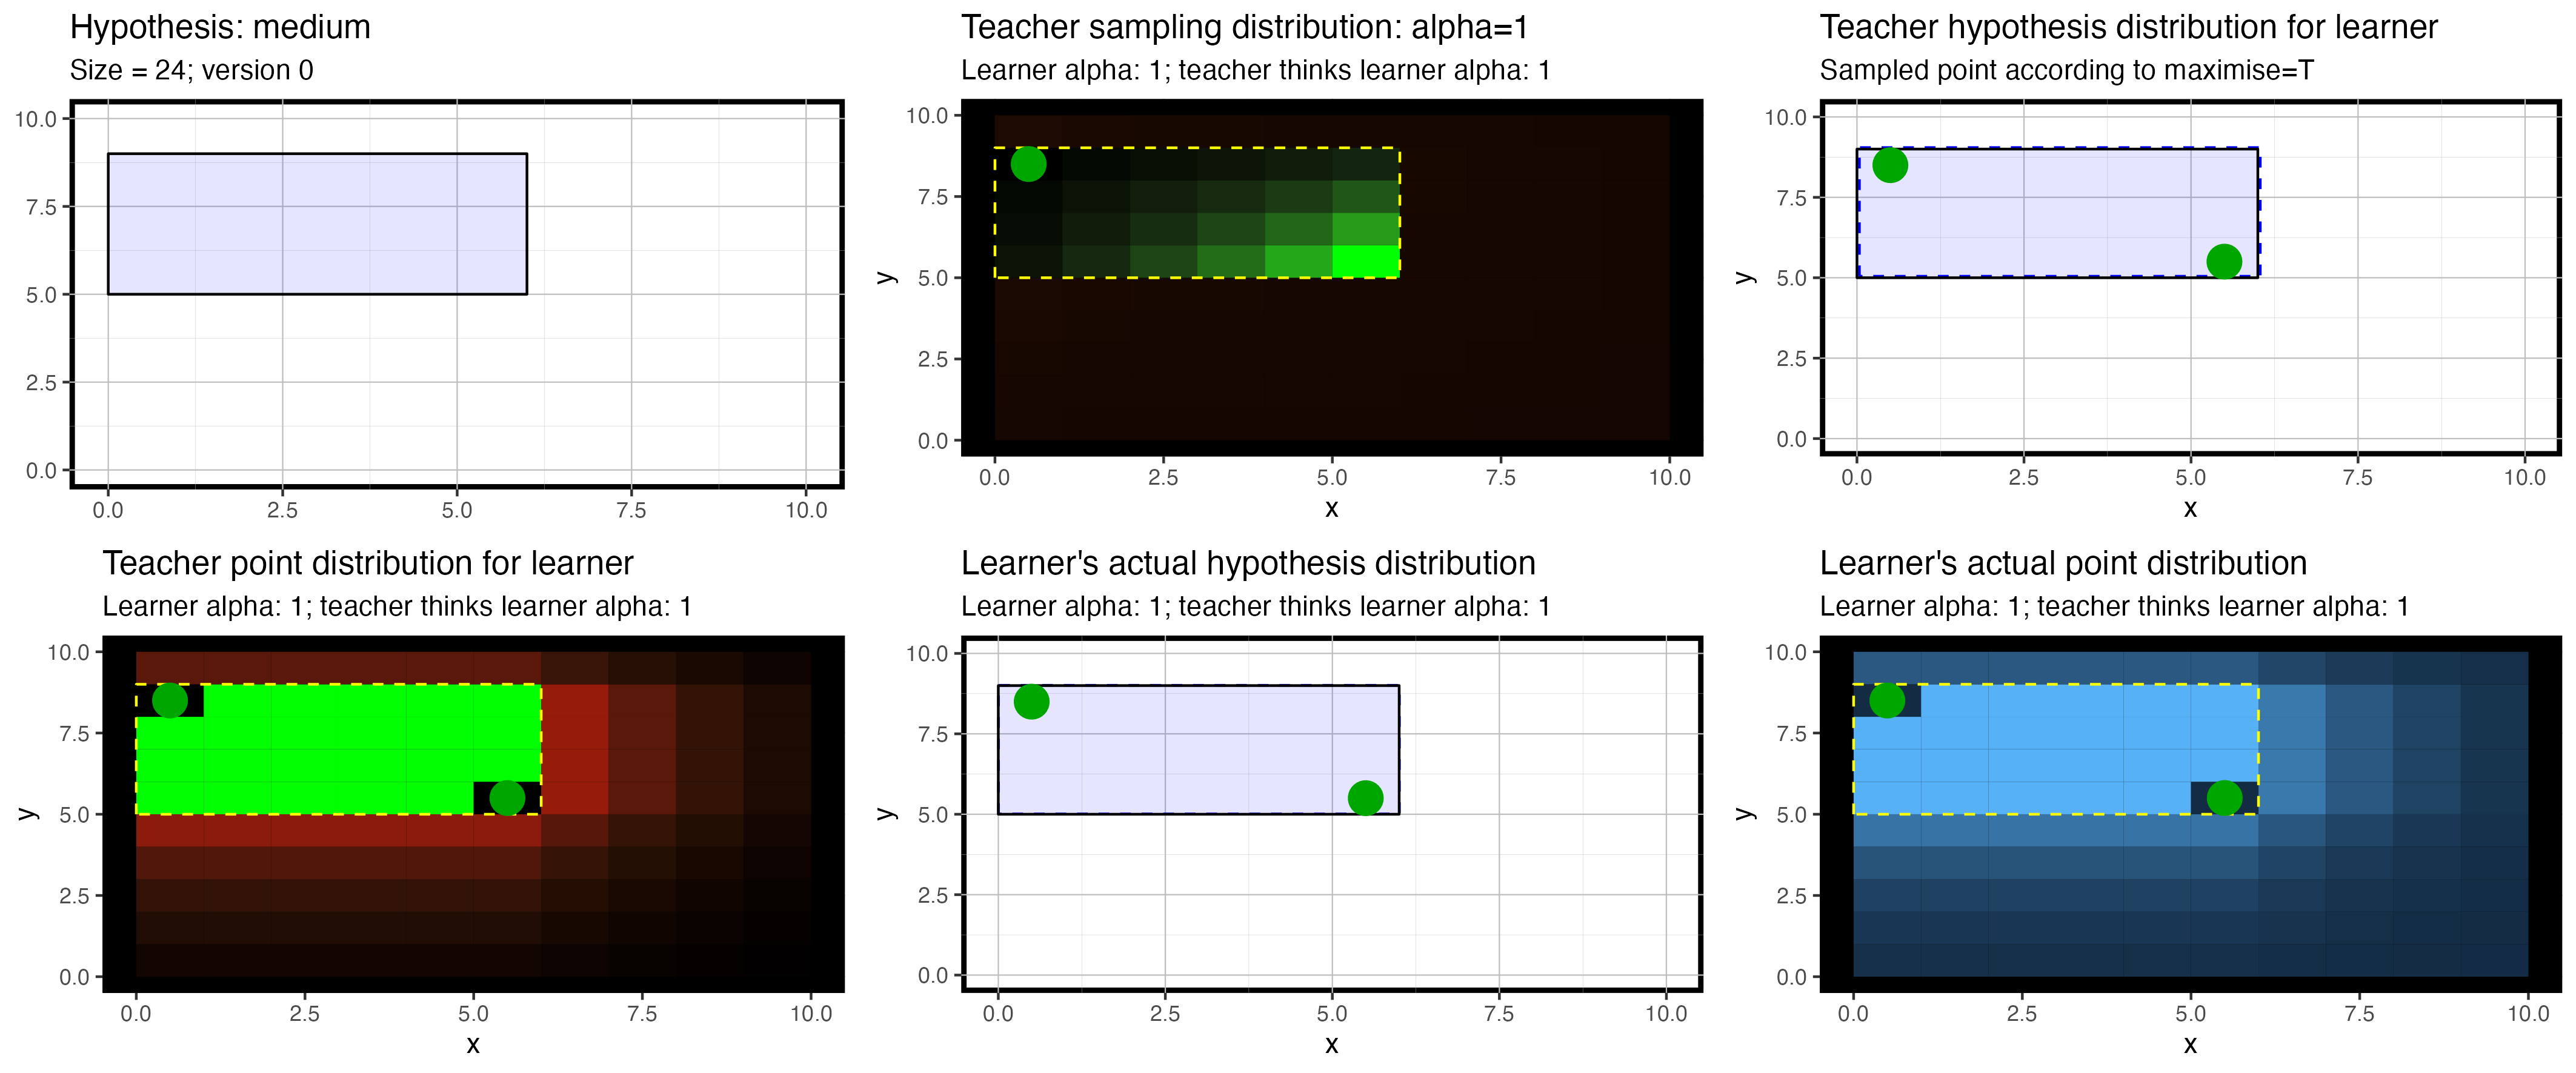 Hypothesis: medium
Size = 24; version 0
10.0
7.5
5.0
2.5
0.0
0.0 2.5 5.0 7.5 10.0
Teacher sampling distribution: alpha=1
Learner alpha: 1; teacher thinks learner alpha: 1
y
10.0
7.5
5.0
2.5
0.0
0.0 2.5 5.0 7.5 10.0
x
Teacher hypothesis distribution for learner
Sampled point according to maximise=T
y
10.0
7.5
5.0
2.5
0.0
0.0 2.5 5.0 7.5 10.0
x
Teacher point distribution for learner
Learner alpha: 1; teacher thinks learner alpha: 1
y
10.0
7.5
5.0
2.5
0.0
0.0 2.5 5.0 7.5 10.0
x
Learner's actual hypothesis distribution
Learner alpha: 1; teacher thinks learner alpha: 1
y
10.0
7.5
5.0
2.5
0.0
0.0 2.5 5.0 7.5 10.0
x
Learner's actual point distribution
Learner alpha: 1; teacher thinks learner alpha: 1
y
10.0
7.5
5.0
2.5
0.0
0.0 2.5 5.0 7.5 10.0
x